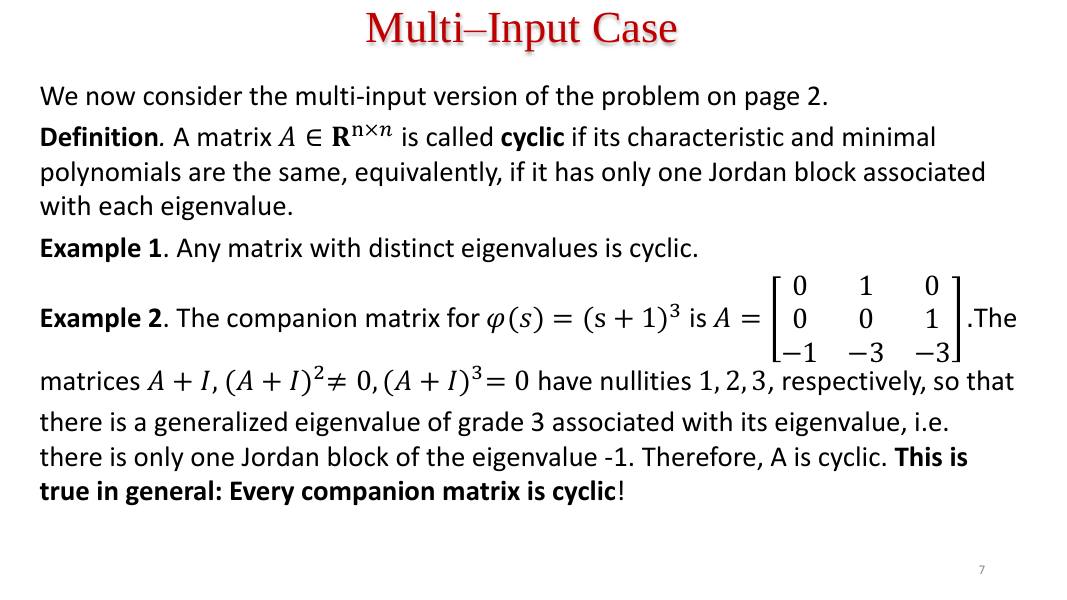 Multi–Input Case
We now consider the multi-input version of the problem on page 2.
Definition. A matrix 𝐴 ∈ 𝐑ⁿˣⁿ is called cyclic if its characteristic and minimal
polynomials are the same, equivalently, if it has only one Jordan block associated
with each eigenvalue.
Example 1. Any matrix with distinct eigenvalues is cyclic.
Example 2. The companion matrix for 𝜑(𝑠) = (s + 1)³ is 𝐴 = [0 1 0; 0 0 1; −1 −3 −3].The
matrices 𝐴 + 𝐼, (𝐴 + 𝐼)²≠ 0, (𝐴 + 𝐼)³= 0 have nullities 1, 2, 3, respectively, so that
there is a generalized eigenvalue of grade 3 associated with its eigenvalue, i.e.
there is only one Jordan block of the eigenvalue -1. Therefore, A is cyclic. This is
true in general: Every companion matrix is cyclic!
7